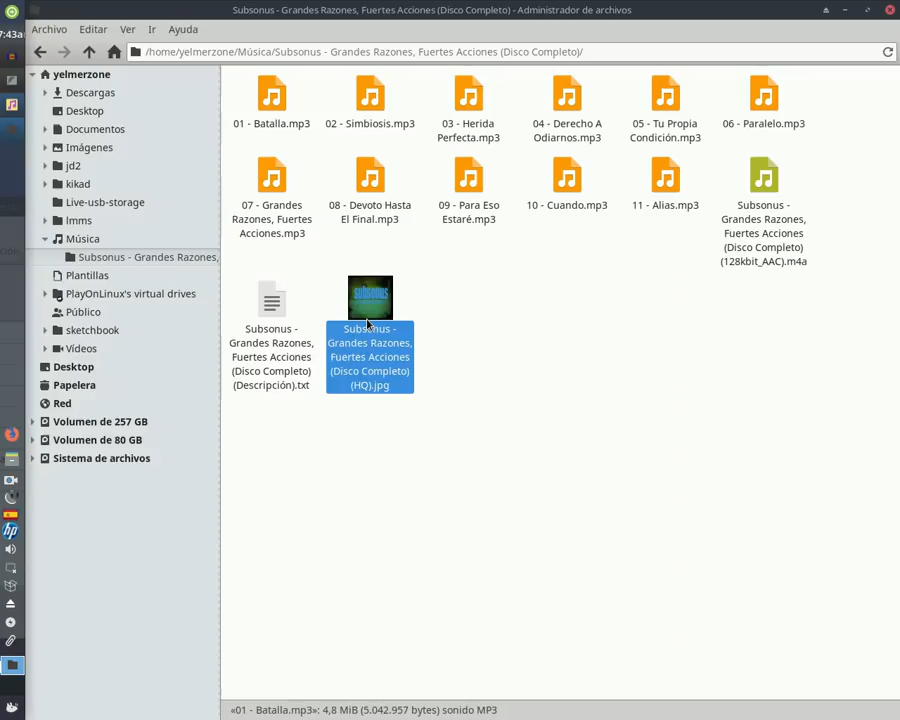 Subsonus - Grandes Razones, Fuertes Acciones (Disco Completo) - Administrador de archivos
7:43a
Archivo Editar Ver Ir Ayuda
/home/yelmerzone/Música/Subsonus - Grandes Razones, Fuertes Acciones (Disco Completo)/
yelmerzone
Descargas
Desktop
Documentos
Imágenes
jd2
kikad
Live-usb-storage
lmms
Música
Subsonus - Grandes Razones,
Plantillas
PlayOnLinux's virtual drives
Público
sketchbook
Vídeos
Desktop
Papelera
Red
Volumen de 257 GB
Volumen de 80 GB
Sistema de archivos
01 - Batalla.mp3
02 - Simbiosis.mp3
03 - Herida
Perfecta.mp3
04 - Derecho A
Odiarnos.mp3
05 - Tu Propia
Condición.mp3
06 - Paralelo.mp3
07 - Grandes
Razones, Fuertes
Acciones.mp3
08 - Devoto Hasta
El Final.mp3
09 - Para Eso
Estaré.mp3
10 - Cuando.mp3
11 - Alias.mp3
Subsonus -
Grandes Razones,
Fuertes Acciones
(Disco Completo)
(128kbit_AAC).m4a
Subsonus -
Grandes Razones,
Fuertes Acciones
(Disco Completo)
(Descripción).txt
subsonus
Subsonus -
Grandes Razones,
Fuertes Acciones
(Disco Completo)
(HQ).jpg
hp
«01 - Batalla.mp3»: 4,8 MiB (5.042.957 bytes) sonido MP3